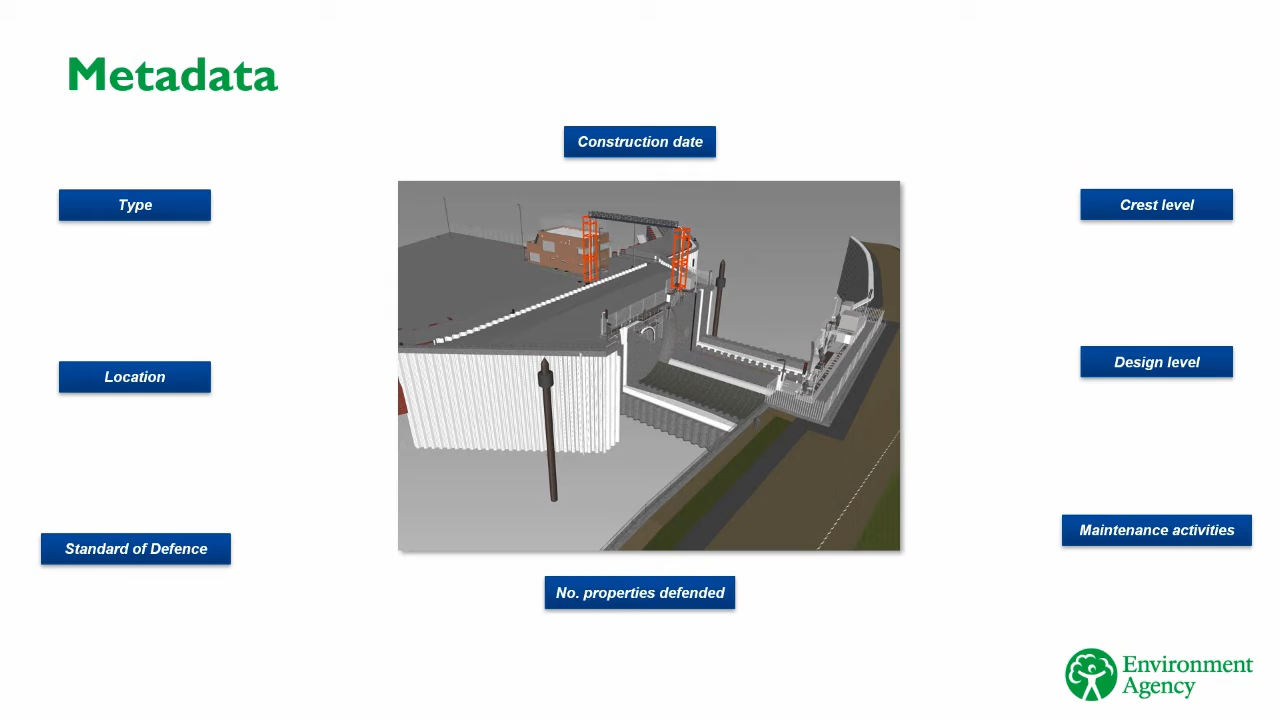 Metadata
Construction date
Type
Crest level
Location
Design level
Standard of Defence
Maintenance activities
No. properties defended
Environment
Agency